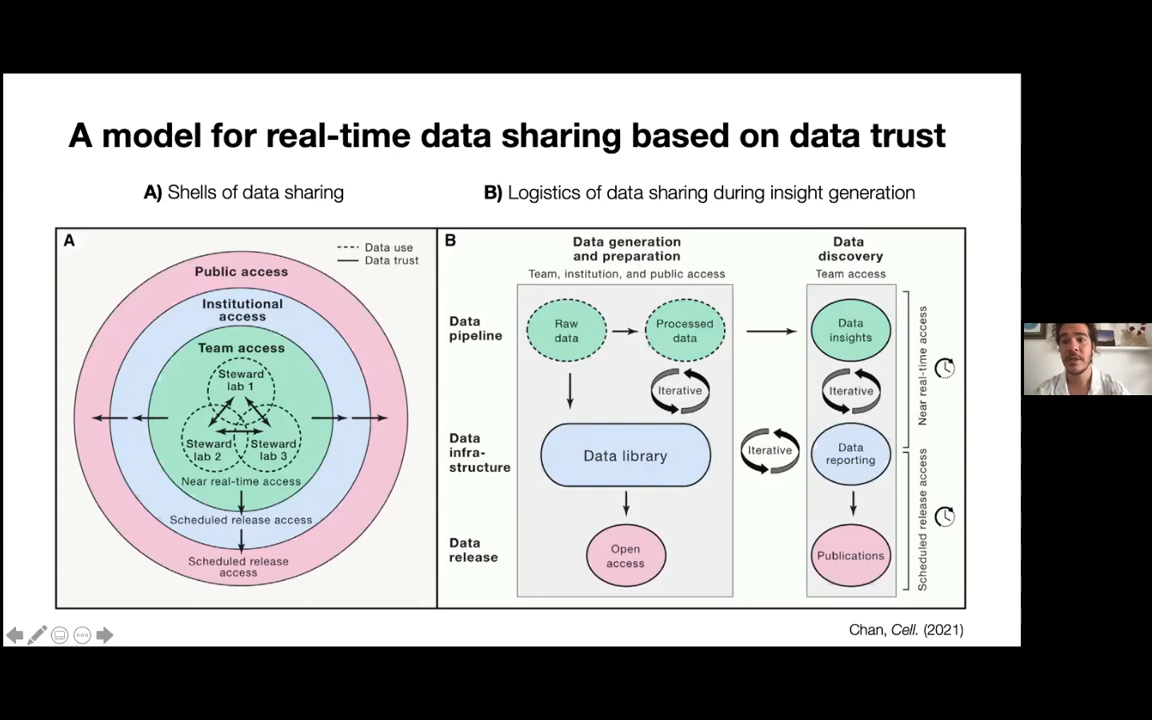 A model for real-time data sharing based on data trust
A) Shells of data sharing
B) Logistics of data sharing during insight generation
A
Data use
Data trust
Public access
Institutional
access
Team access
Steward
lab 1
Steward
lab 2
Steward
lab 3
Near real-time access
Scheduled release access
Scheduled release
access
B
Data generation
and preparation
Team, institution, and public access
Data
discovery
Team access
Data
pipeline
Raw
data
Processed
data
Data
insights
Iterative
Iterative
Near real-time access
Data
infra-
structure
Data library
Iterative
Data
reporting
Data
release
Open
access
Publications
Scheduled release access
Chan, Cell. (2021)